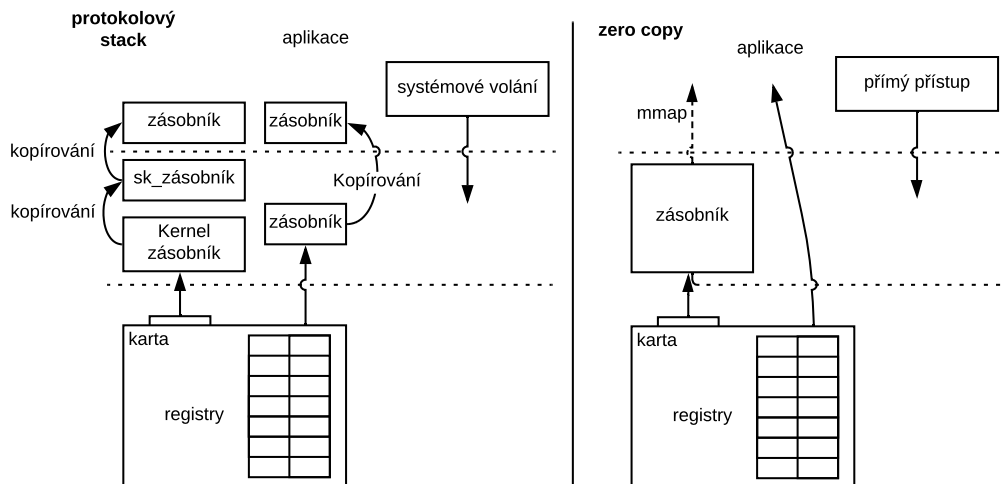 protokolový
stack
aplikace
systémové volání
zásobník
zásobník
kopírování
sk_zásobník
Kopírování
kopírování
zásobník
Kernel
zásobník
karta
registry
zero copy
aplikace
přímý přístup
mmap
zásobník
karta
registry